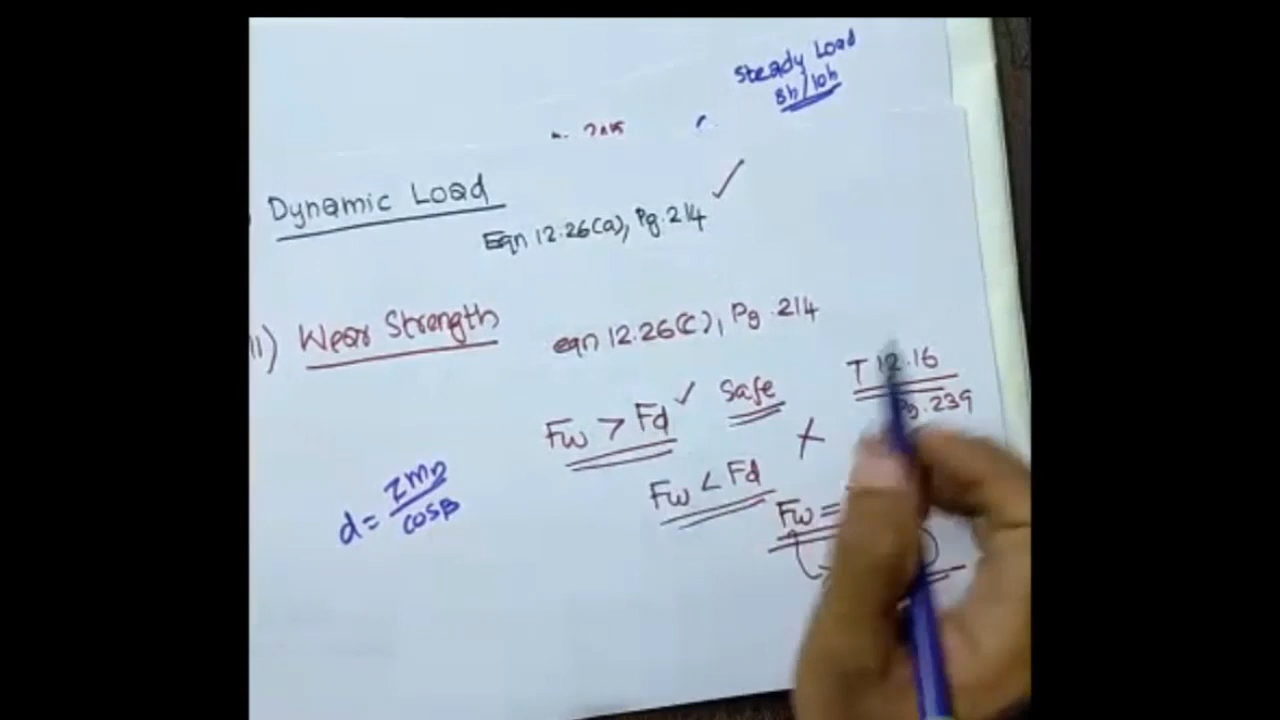 Steady Load
8h/10h
Dynamic Load
Eqn 12.26(a), Pg.214 ✓
ii) Wear Strength
eqn 12.26(c), Pg.214
T 12.16
Pg.239
Fw > Fd ✓ Safe
Fw < Fd ×
Fw =
d = zmn/cosβ